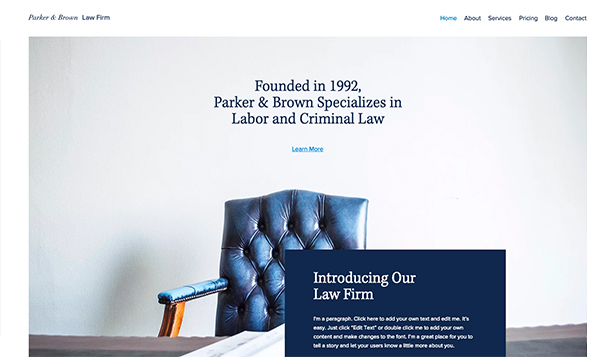 Parker & Brown Law Firm
Home About Services Pricing Blog Contact
Founded in 1992,
Parker & Brown Specializes in
Labor and Criminal Law
Learn More
Introducing Our
Law Firm
I'm a paragraph. Click here to add your own text and edit me. It's
easy. Just click "Edit Text" or double click me to add your own
content and make changes to the font. I'm a great place for you to
tell a story and let your users know a little more about you.